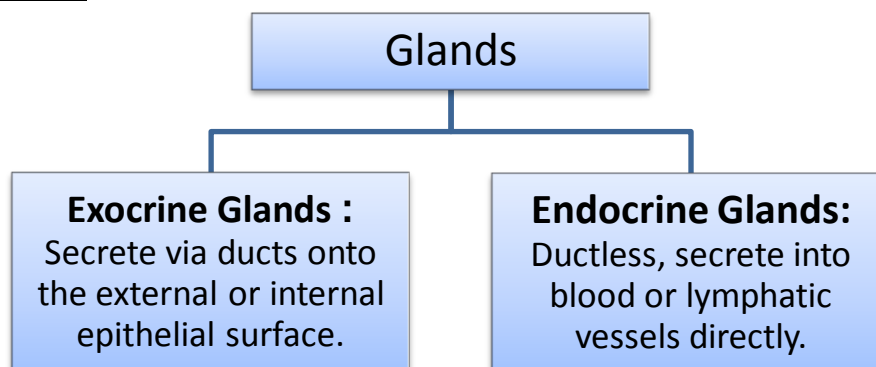 Glands
Exocrine Glands :
Secrete via ducts onto
the external or internal
epithelial surface.
Endocrine Glands:
Ductless, secrete into
blood or lymphatic
vessels directly.